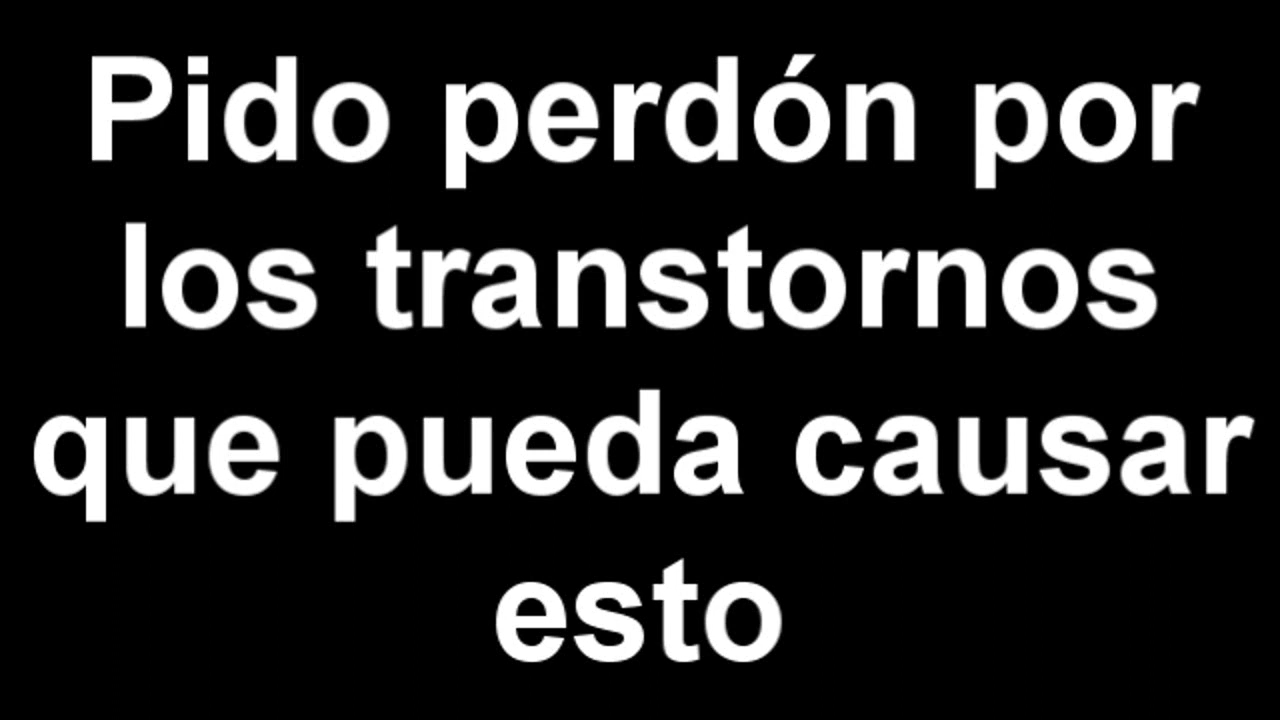 Pido perdón por
los transtornos
que pueda causar
esto